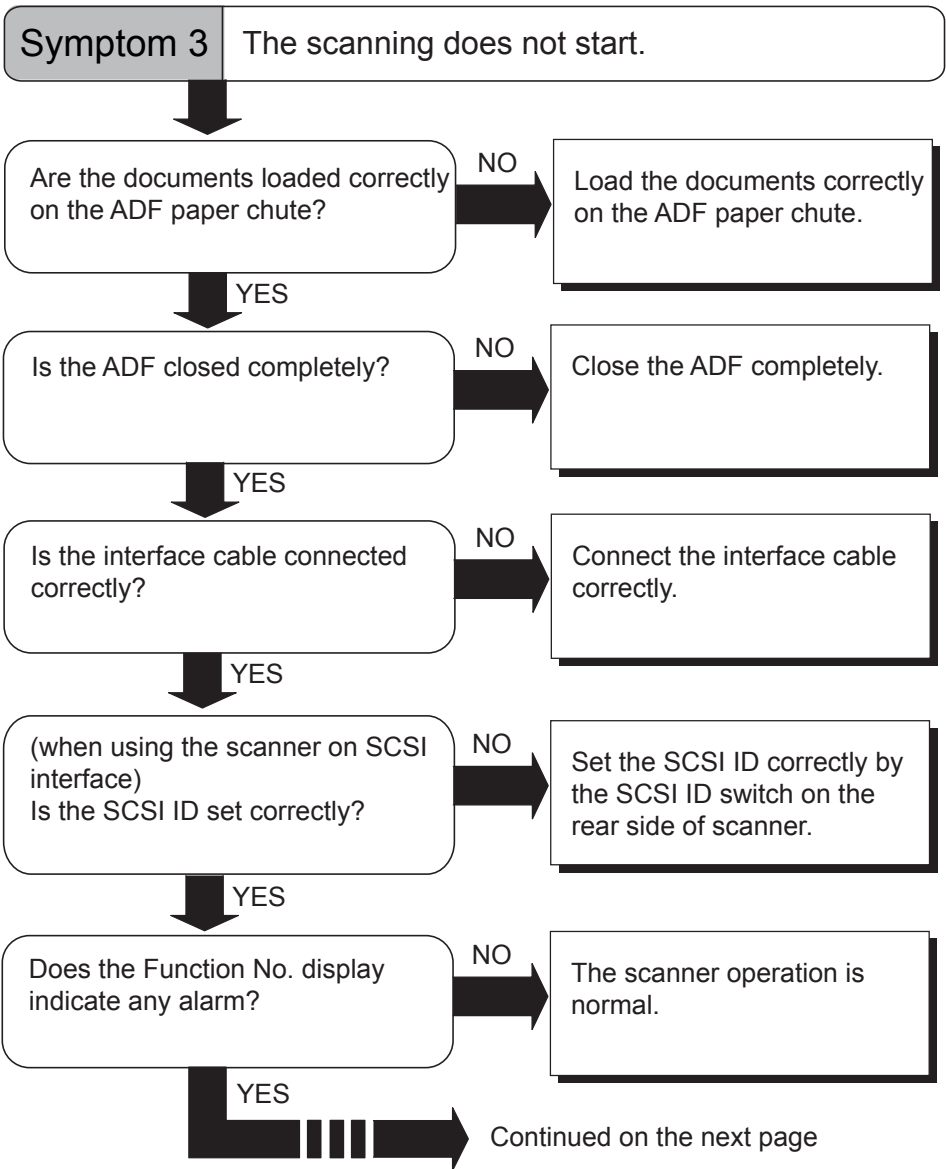 Symptom 3
The scanning does not start.
Are the documents loaded correctly
on the ADF paper chute?
NO
Load the documents correctly
on the ADF paper chute.
YES
Is the ADF closed completely?
NO
Close the ADF completely.
YES
Is the interface cable connected
correctly?
NO
Connect the interface cable
correctly.
YES
(when using the scanner on SCSI
interface)
Is the SCSI ID set correctly?
NO
Set the SCSI ID correctly by
the SCSI ID switch on the
rear side of scanner.
YES
Does the Function No. display
indicate any alarm?
NO
The scanner operation is
normal.
YES
Continued on the next page